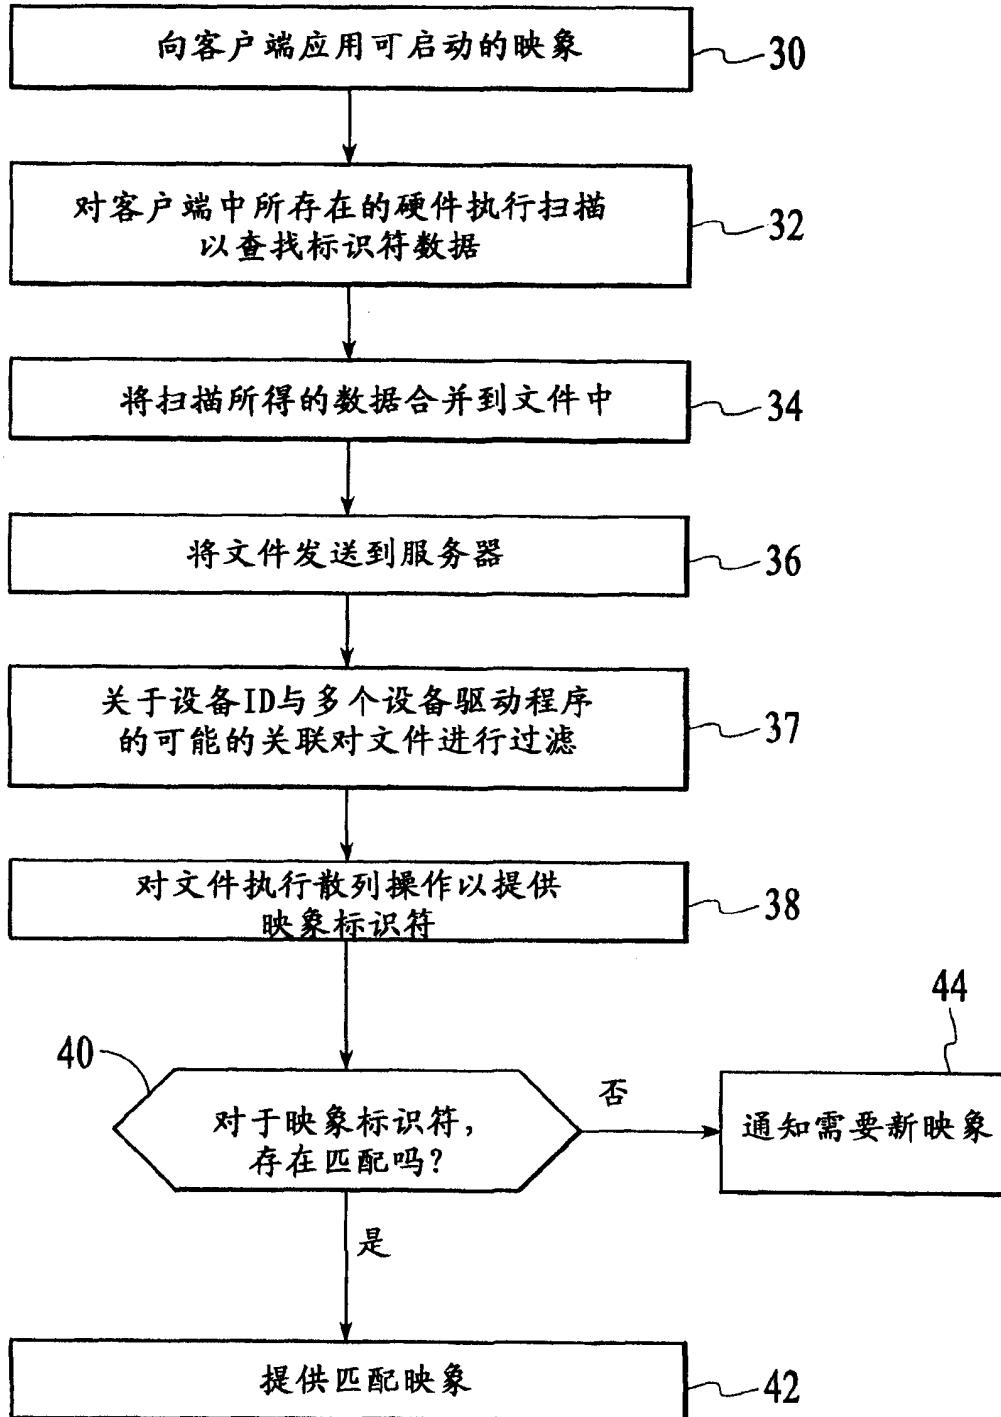 向客户端应用可启动的映象
30
对客户端中所存在的硬件执行扫描
以查找标识符数据
32
将扫描所得的数据合并到文件中
34
将文件发送到服务器
36
关于设备ID与多个设备驱动程序
的可能的关联对文件进行过滤
37
对文件执行散列操作以提供
映象标识符
38
40
对于映象标识符，
存在匹配吗？
否
44
通知需要新映象
是
提供匹配映象
42